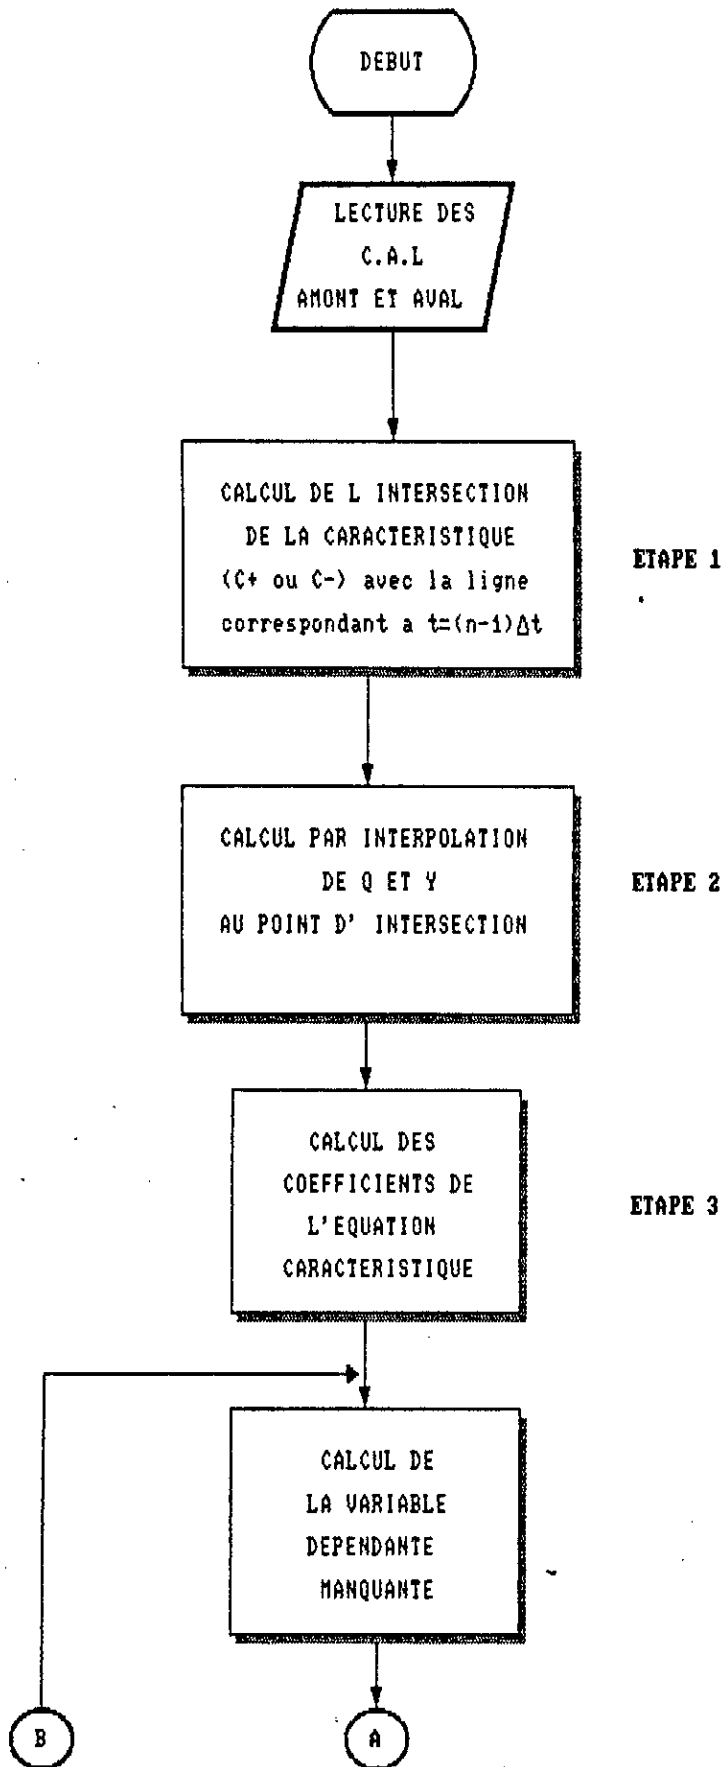 DEBUT
LECTURE DES
C.A.L
AMONT ET AVAL
CALCUL DE L INTERSECTION
DE LA CARACTERISTIQUE
(C+ ou C-) avec la ligne
correspondant a t=(n-1)Δt
ETAPE 1
CALCUL PAR INTERPOLATION
DE Q ET Y
AU POINT D' INTERSECTION
ETAPE 2
CALCUL DES
COEFFICIENTS DE
L'EQUATION
CARACTERISTIQUE
ETAPE 3
CALCUL DE
LA VARIABLE
DEPENDANTE
MANQUANTE
B
A